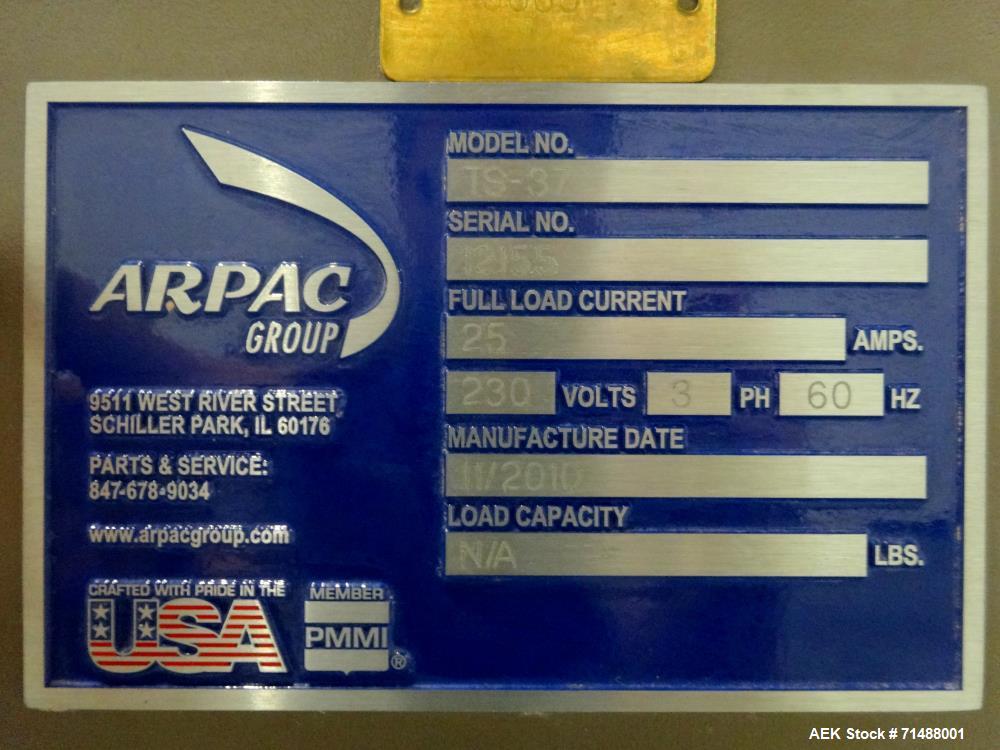 ARPAC
GROUP
9511 WEST RIVER STREET
SCHILLER PARK, IL 60176
PARTS & SERVICE:
847-678-9034
www.arpacgroup.com
CRAFTED WITH PRIDE IN THE
USA
MEMBER
PMMI®
MODEL NO.
TS-37
SERIAL NO.
12155
FULL LOAD CURRENT
25 AMPS.
230 VOLTS 3 PH 60 HZ
MANUFACTURE DATE
11/2010
LOAD CAPACITY
N/A LBS.
AEK Stock # 71488001